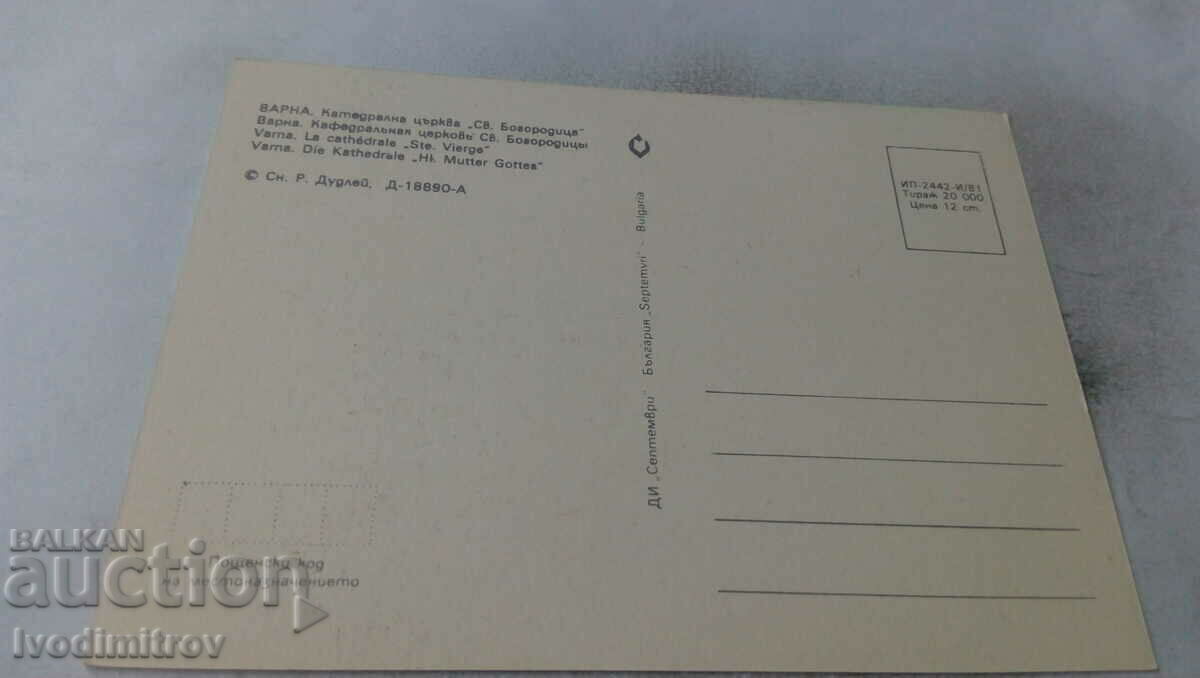 ВАРНА. Катедрална църква „Св. Богородица"
Варна. Кафедральная церковь Св. Богородицы
Varna. La cathédrale „Ste. Vierge"
Varna. Die Kathedrale „Hl. Mutter Gottes"
© Сн. Р. Дудлей, Д-18890-А
ДИ „Септември" България „Septemvri" - Bulgaria
ИП-2442-И/81
Тираж 20 000
Цена 12 ст.
Пощенски код
на местоназначението
BALKAN
auction
Ivodimitrov